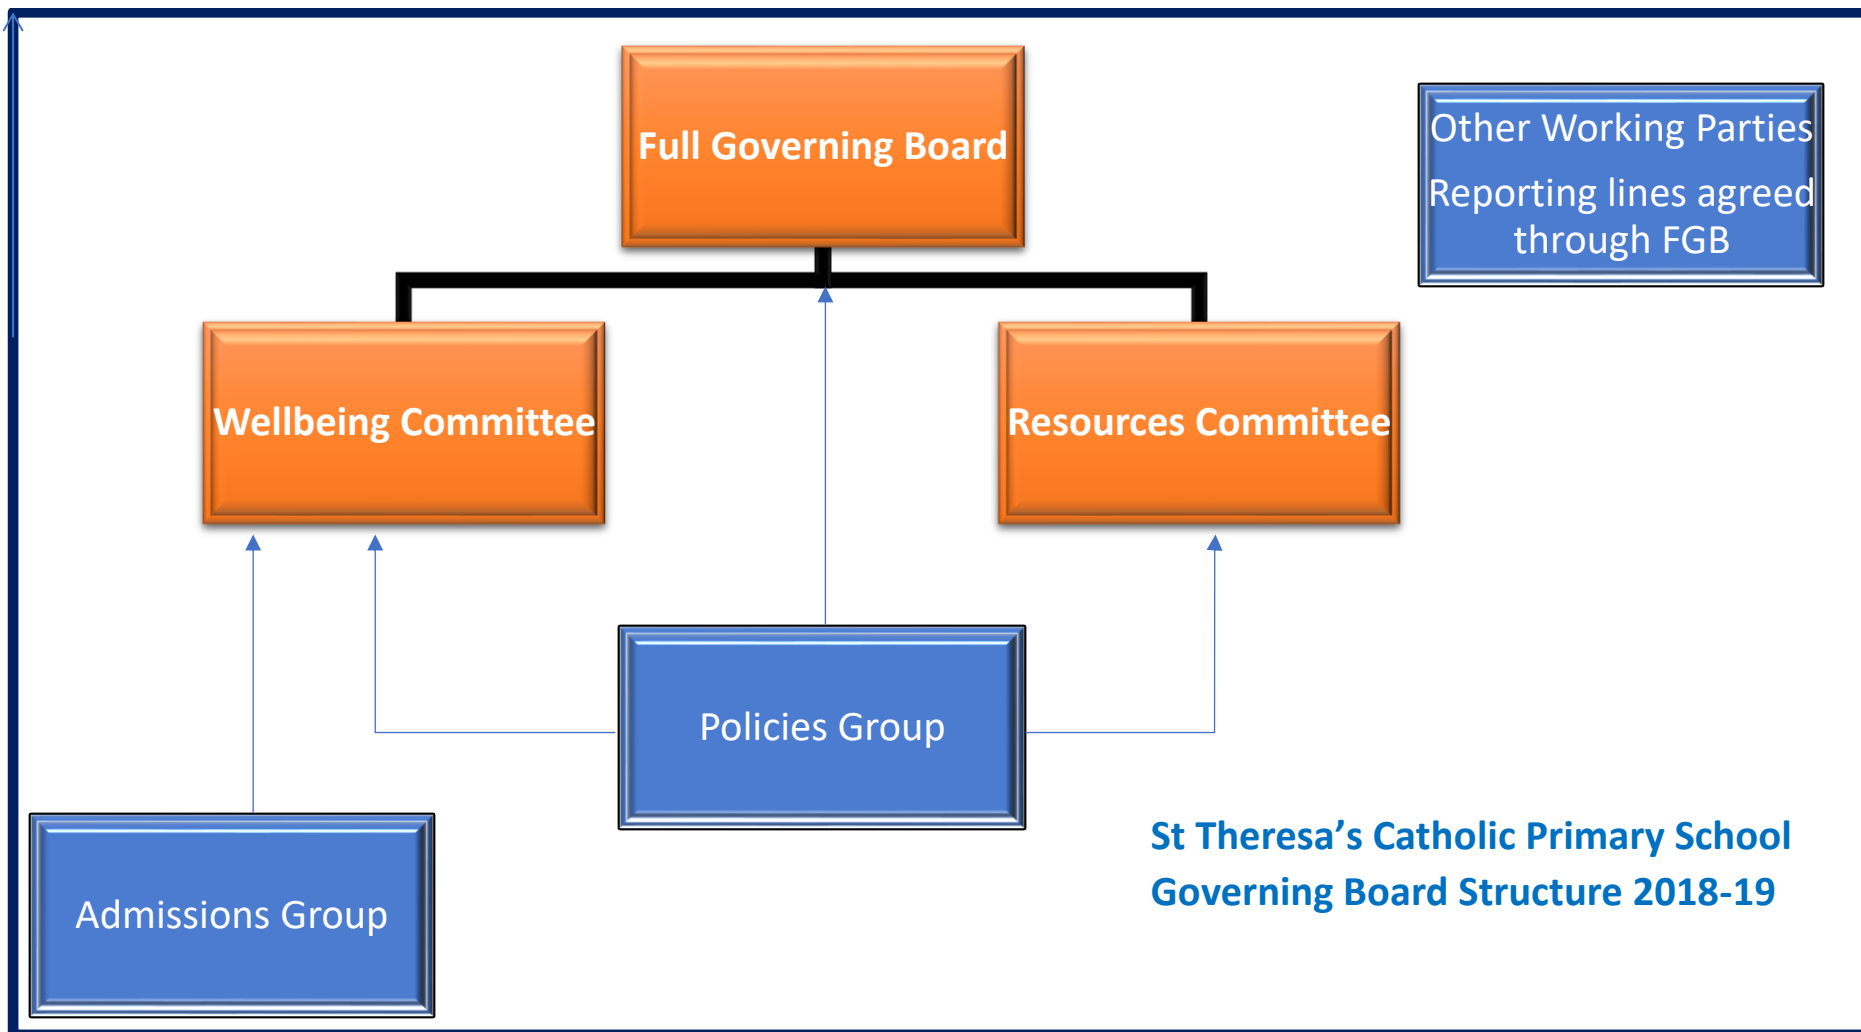 Full Governing Board
Other Working Parties
Reporting lines agreed
through FGB
Wellbeing Committee
Resources Committee
Policies Group
Admissions Group
St Theresa’s Catholic Primary School
Governing Board Structure 2018-19